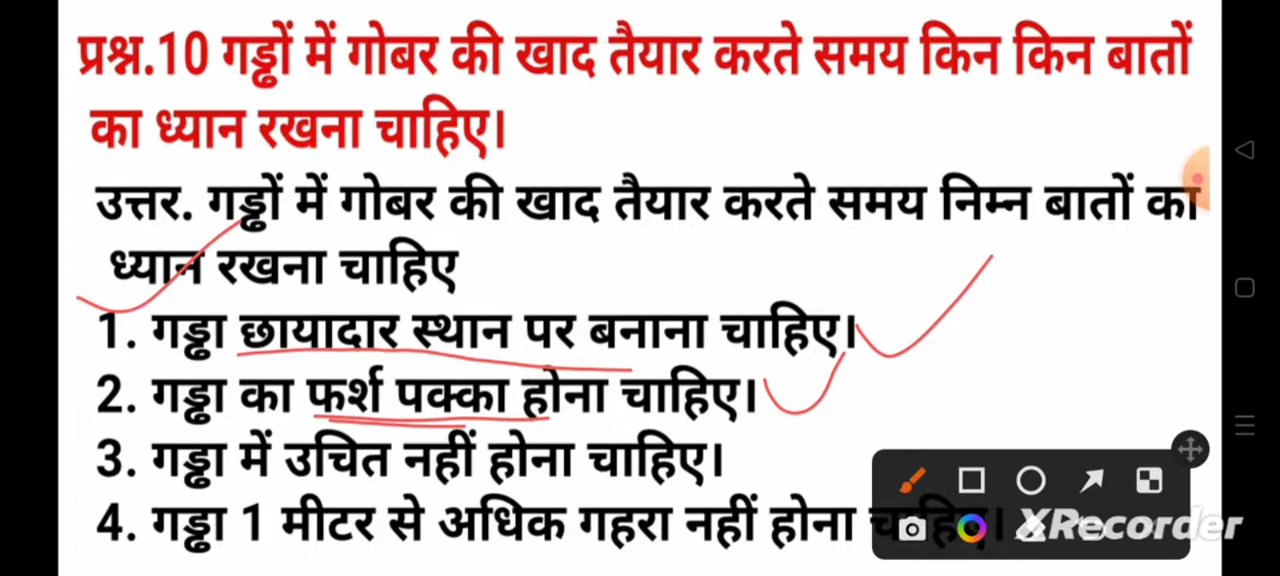 प्रश्न.10 गड्ढों में गोबर की खाद तैयार करते समय किन किन बातों
का ध्यान रखना चाहिए।
उत्तर. गड्ढों में गोबर की खाद तैयार करते समय निम्न बातों का
ध्यान रखना चाहिए
1. गड्ढा छायादार स्थान पर बनाना चाहिए।
2. गड्ढा का फर्श पक्का होना चाहिए।
3. गड्ढा में उचित नहीं होना चाहिए।
4. गड्ढा 1 मीटर से अधिक गहरा नहीं होना चाहिए।
XRecorder